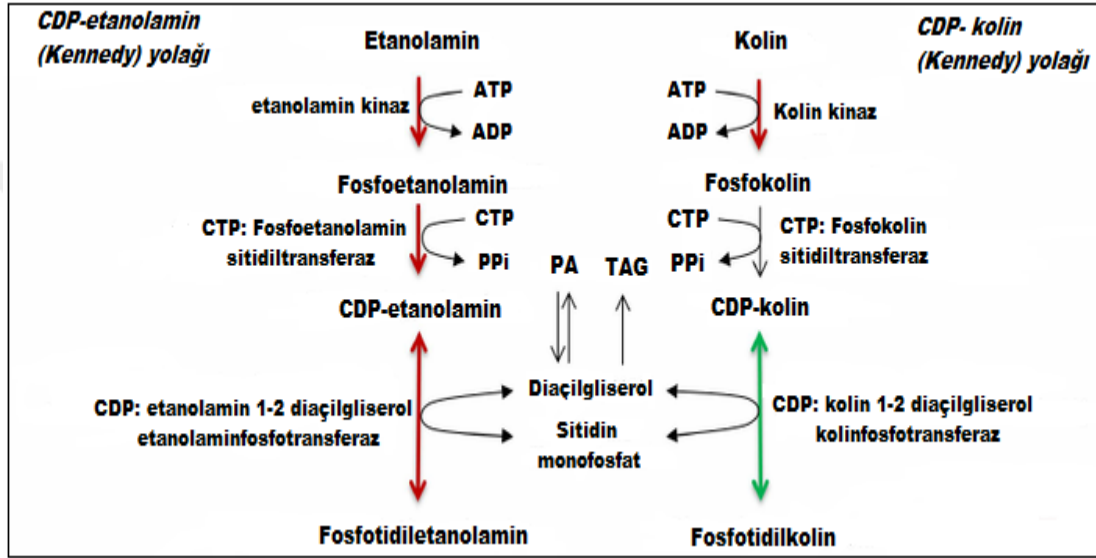 CDP-etanolamin
(Kennedy) yolağı
CDP- kolin
(Kennedy) yolağı
Etanolamin
Kolin
etanolamin kinaz
ATP
ADP
ATP
ADP
Kolin kinaz
Fosfoetanolamin
Fosfokolin
CTP: Fosfoetanolamin
sitidiltransferaz
CTP
PPi
CTP
PPi
CTP: Fosfokolin
sitidiltransferaz
PA
TAG
CDP-etanolamin
CDP-kolin
CDP: etanolamin 1-2 diaçilgliserol
etanolaminfosfotransferaz
Diaçilgliserol
Sitidin
monofosfat
CDP: kolin 1-2 diaçilgliserol
kolinfosfotransferaz
Fosfotidiletanolamin
Fosfotidilkolin